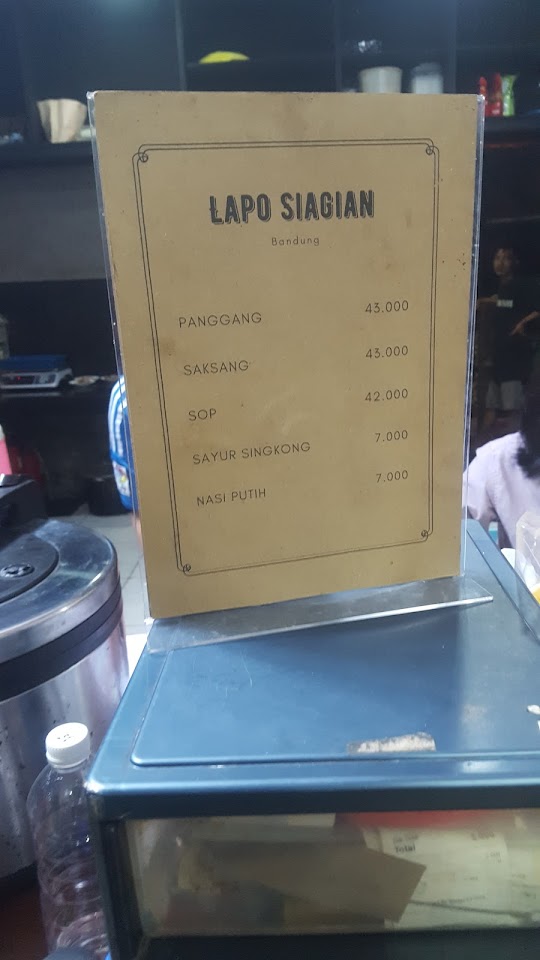 LAPO SIAGIAN
Bandung
PANGGANG 43.000
SAKSANG 43.000
SOP 42.000
SAYUR SINGKONG 7.000
NASI PUTIH 7.000
Total